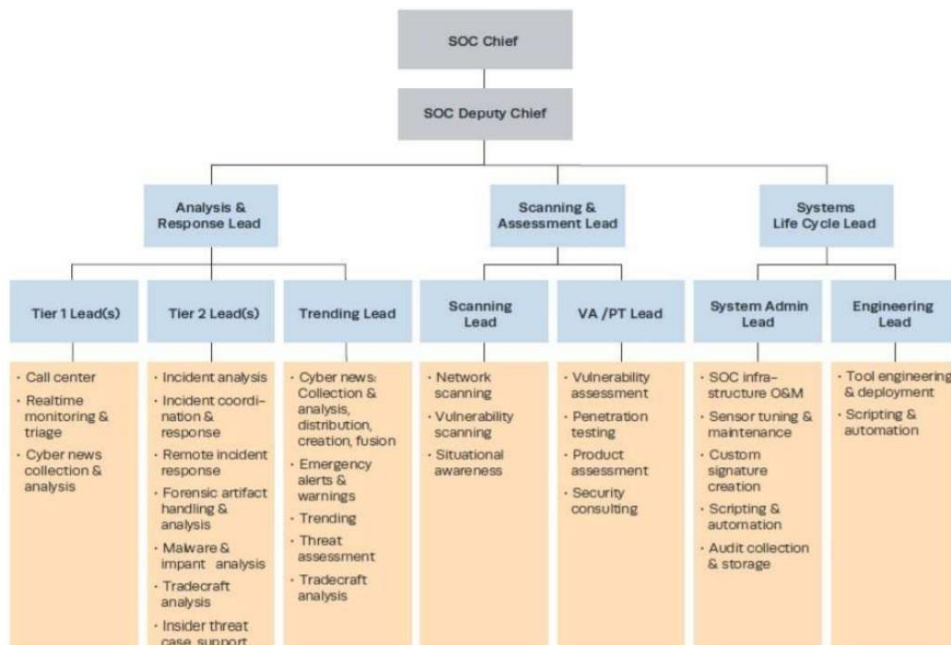 SOC Chief
SOC Deputy Chief
Analysis &
Response Lead
Scanning &
Assessment Lead
Systems
Life Cycle Lead
Tier 1 Lead(s)
Tier 2 Lead(s)
Trending Lead
Scanning
Lead
VA /PT Lead
System Admin
Lead
Engineering
Lead
· Call center
· Realtime
monitoring &
triage
· Cyber news
collection &
analysis
· Incident analysis
· Incident coordi-
nation &
response
· Remote incident
response
· Forensic artifact
handling &
analysis
· Malware &
impant analysis
· Tradecraft
analysis
· Insider threat
case support
· Cyber news:
Collection &
analysis,
distribution,
creation, fusion
· Emergency
alerts &
warnings
· Trending
· Threat
assessment
· Tradecraft
analysis
· Network
scanning
· Vulnerability
scanning
· Situational
awareness
· Vulnerability
assessment
· Penetration
testing
· Product
assessment
· Security
consulting
· SOC infra-
structure O&M
· Sensor tuning &
maintenance
· Custom
signature
creation
· Scripting &
automation
· Audit collection
& storage
· Tool engineering
& deployment
· Scripting &
automation